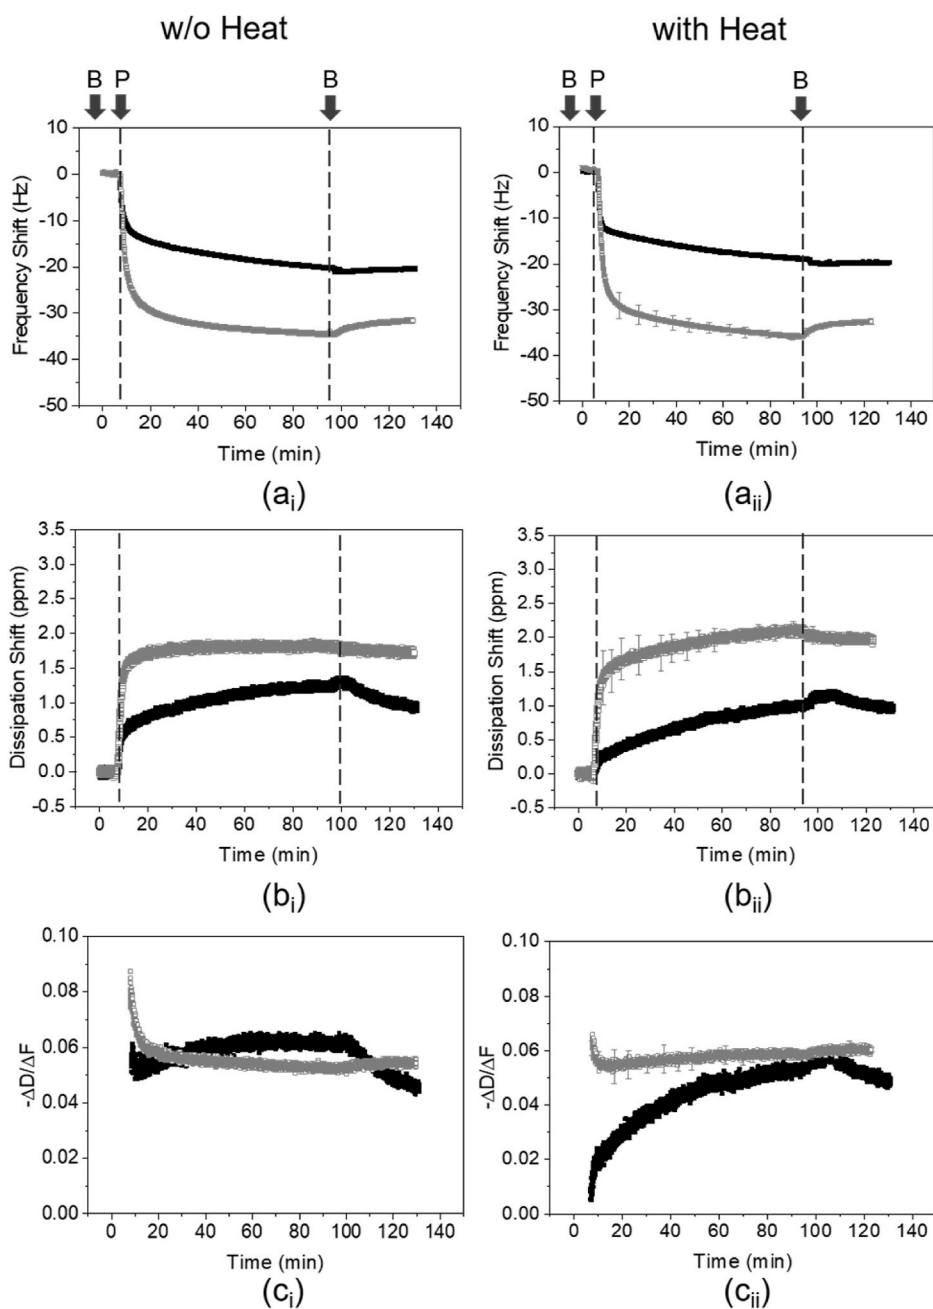 w/o Heat
with Heat
B P B
B P B
Frequency Shift (Hz)
10
0
-10
-20
-30
-40
-50
0 20 40 60 80 100 120 140
Time (min)
(ai)
Frequency Shift (Hz)
10
0
-10
-20
-30
-40
-50
0 20 40 60 80 100 120 140
Time (min)
(aii)
Dissipation Shift (ppm)
3.5
3.0
2.5
2.0
1.5
1.0
0.5
0.0
-0.5
0 20 40 60 80 100 120 140
Time (min)
(bi)
Dissipation Shift (ppm)
3.5
3.0
2.5
2.0
1.5
1.0
0.5
0.0
-0.5
0 20 40 60 80 100 120 140
Time (min)
(bii)
-ΔD/ΔF
0.10
0.08
0.06
0.04
0.02
0.00
0 20 40 60 80 100 120 140
Time (min)
(ci)
-ΔD/ΔF
0.10
0.08
0.06
0.04
0.02
0.00
0 20 40 60 80 100 120 140
Time (min)
(cii)